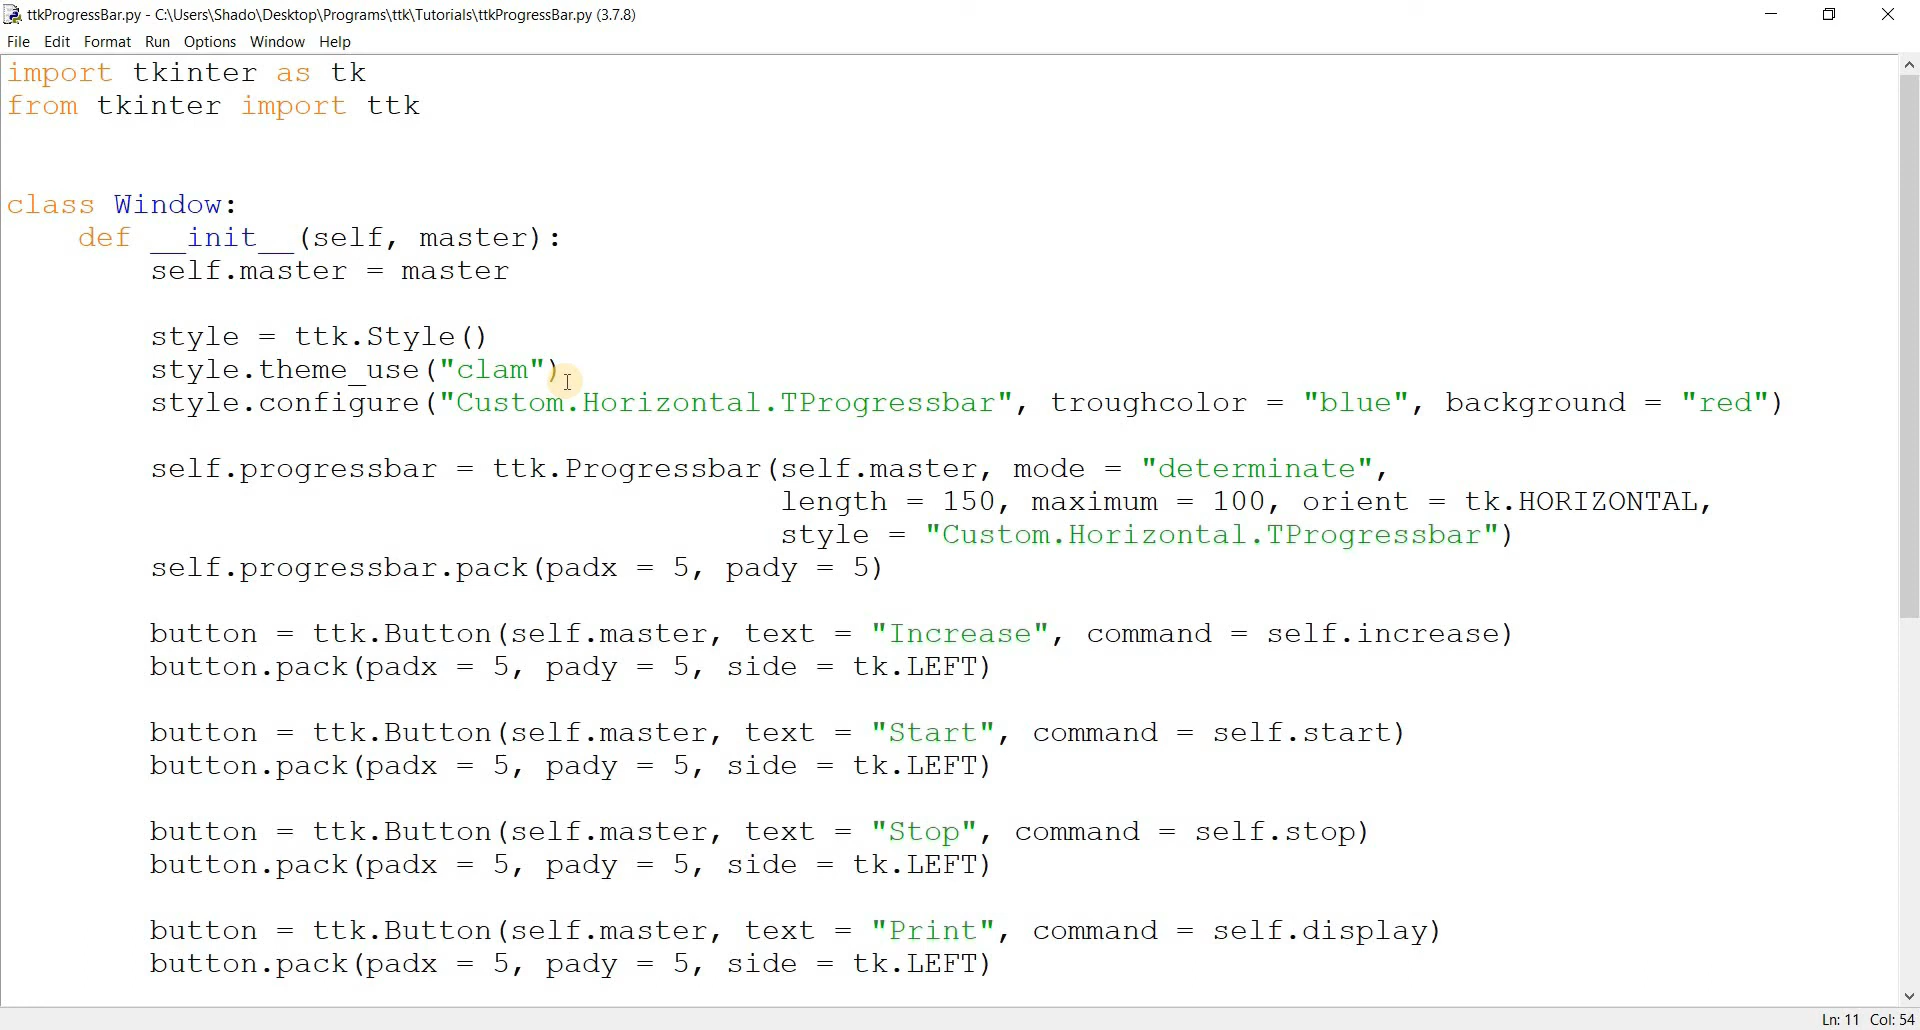 ttkProgressBar.py - C:\Users\Shado\Desktop\Programs\ttk\Tutorials\ttkProgressBar.py (3.7.8)
File Edit Format Run Options Window Help
import tkinter as tk
from tkinter import ttk
class Window:
    def __init__(self, master):
        self.master = master
        style = ttk.Style()
        style.theme_use("clam")
        style.configure("Custom.Horizontal.TProgressbar", troughcolor = "blue", background = "red")
        self.progressbar = ttk.Progressbar(self.master, mode = "determinate",
                                           length = 150, maximum = 100, orient = tk.HORIZONTAL,
                                           style = "Custom.Horizontal.TProgressbar")
        self.progressbar.pack(padx = 5, pady = 5)
        button = ttk.Button(self.master, text = "Increase", command = self.increase)
        button.pack(padx = 5, pady = 5, side = tk.LEFT)
        button = ttk.Button(self.master, text = "Start", command = self.start)
        button.pack(padx = 5, pady = 5, side = tk.LEFT)
        button = ttk.Button(self.master, text = "Stop", command = self.stop)
        button.pack(padx = 5, pady = 5, side = tk.LEFT)
        button = ttk.Button(self.master, text = "Print", command = self.display)
        button.pack(padx = 5, pady = 5, side = tk.LEFT)
Ln: 11 Col: 54